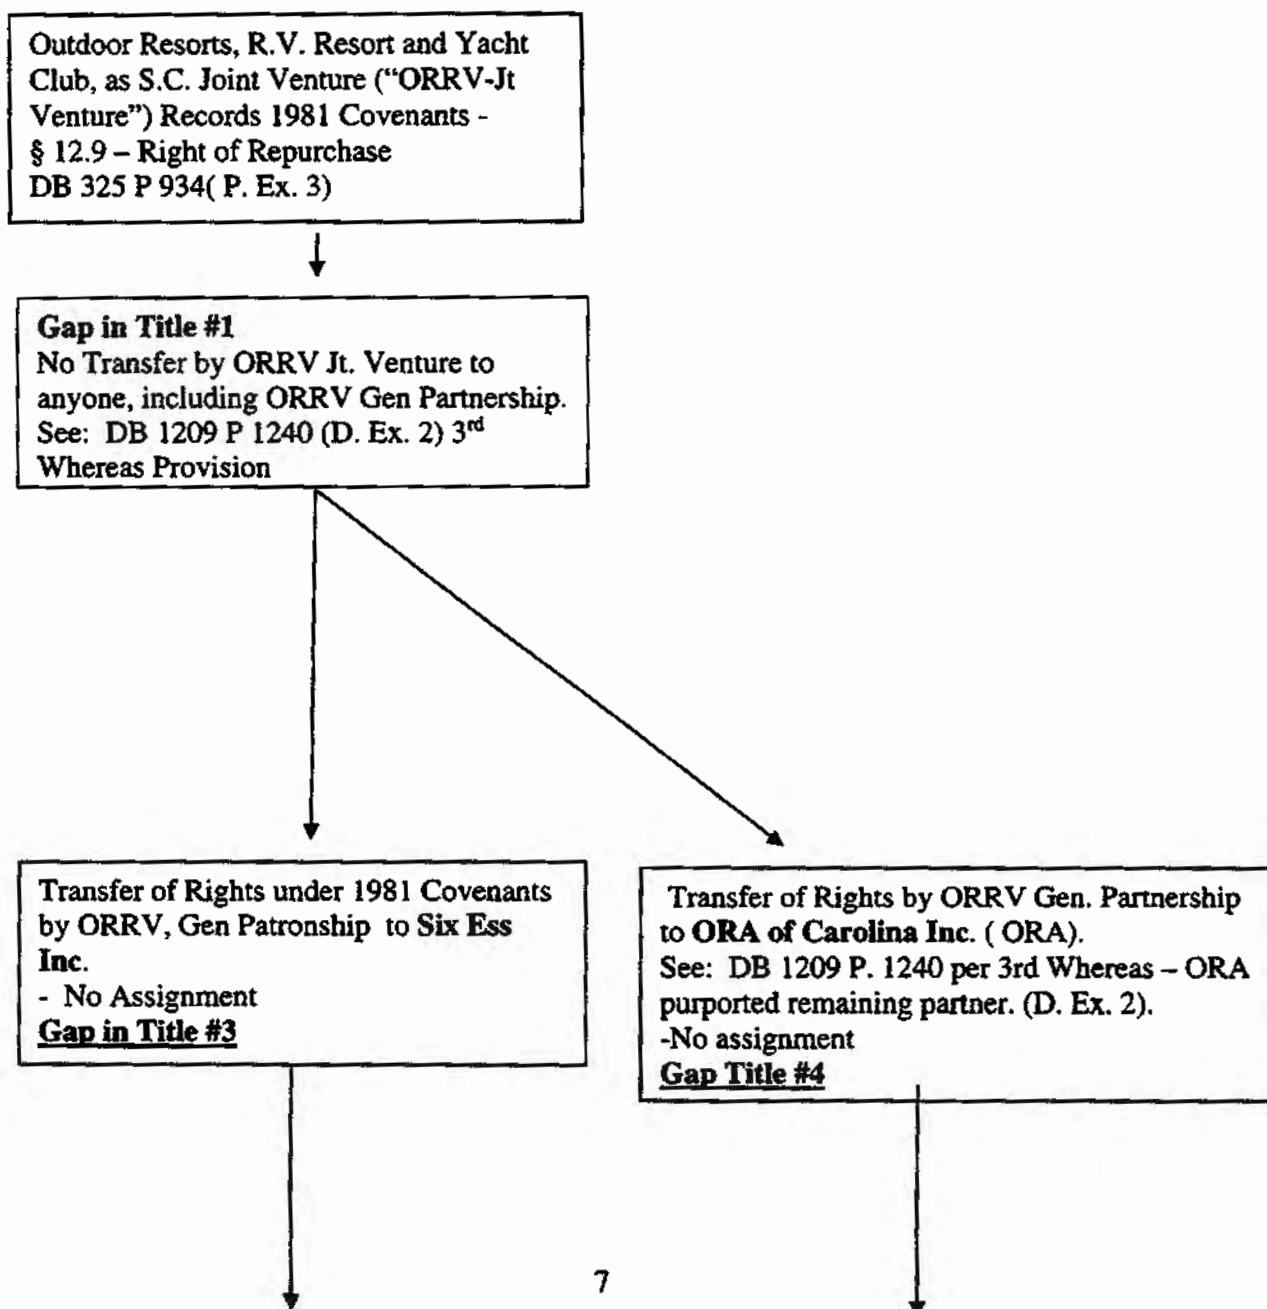 Outdoor Resorts, R.V. Resort and Yacht
Club, as S.C. Joint Venture (“ORRV-Jt
Venture”) Records 1981 Covenants -
§ 12.9 – Right of Repurchase
DB 325 P 934( P. Ex. 3)
Gap in Title #1
No Transfer by ORRV Jt. Venture to
anyone, including ORRV Gen Partnership.
See: DB 1209 P 1240 (D. Ex. 2) 3rd
Whereas Provision
Transfer of Rights under 1981 Covenants
by ORRV, Gen Patronship to Six Ess
Inc.
- No Assignment
Gap in Title #3
Transfer of Rights by ORRV Gen. Partnership
to ORA of Carolina Inc. ( ORA).
See: DB 1209 P. 1240 per 3rd Whereas – ORA
purported remaining partner. (D. Ex. 2).
-No assignment
Gap Title #4
7